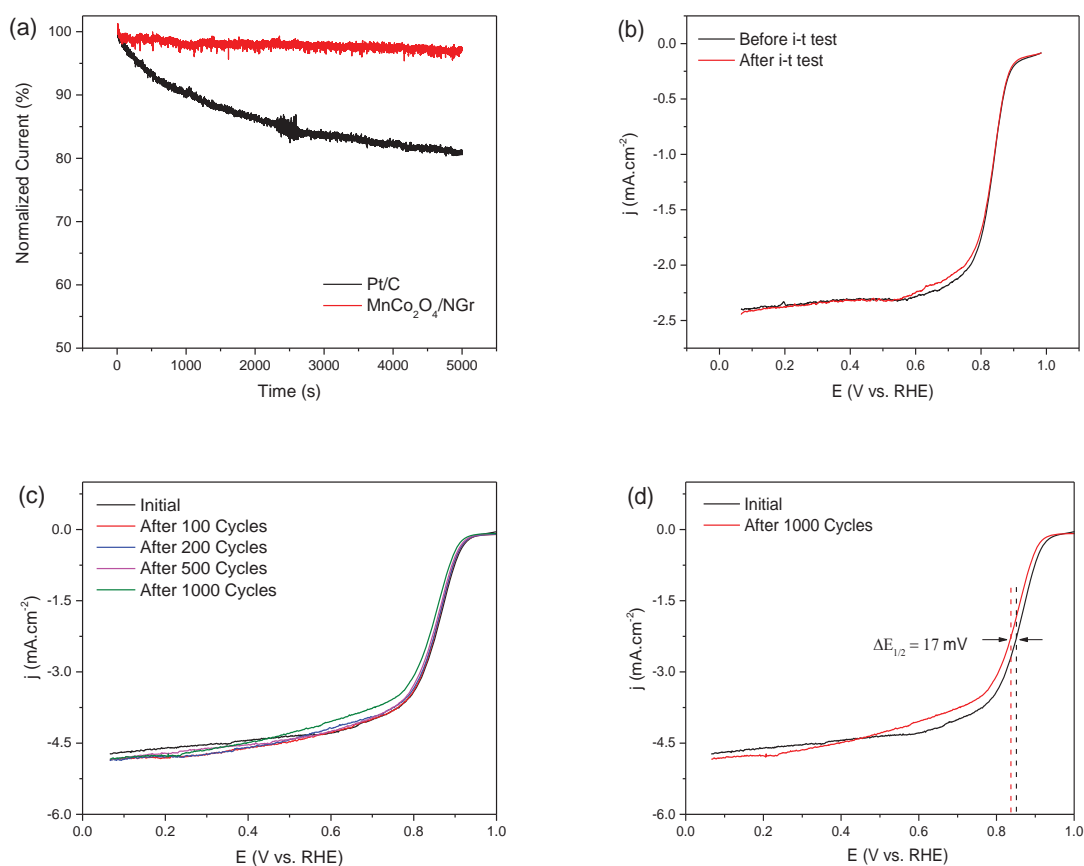 (a)
100
95
90
85
80
75
70
65
60
55
50
Normalized Current (%)
Pt/C
MnCo₂O₄/NGr
0 1000 2000 3000 4000 5000
Time (s)
(b)
0.0
-0.5
-1.0
-1.5
-2.0
-2.5
j (mA.cm⁻²)
Before i-t test
After i-t test
0.0 0.2 0.4 0.6 0.8 1.0
E (V vs. RHE)
(c)
0.0
-1.5
-3.0
-4.5
-6.0
j (mA.cm⁻²)
Initial
After 100 Cycles
After 200 Cycles
After 500 Cycles
After 1000 Cycles
0.0 0.2 0.4 0.6 0.8 1.0
E (V vs. RHE)
(d)
0.0
-1.5
-3.0
-4.5
-6.0
j (mA.cm⁻²)
Initial
After 1000 Cycles
ΔE₁/₂ = 17 mV
0.0 0.2 0.4 0.6 0.8 1.0
E (V vs. RHE)